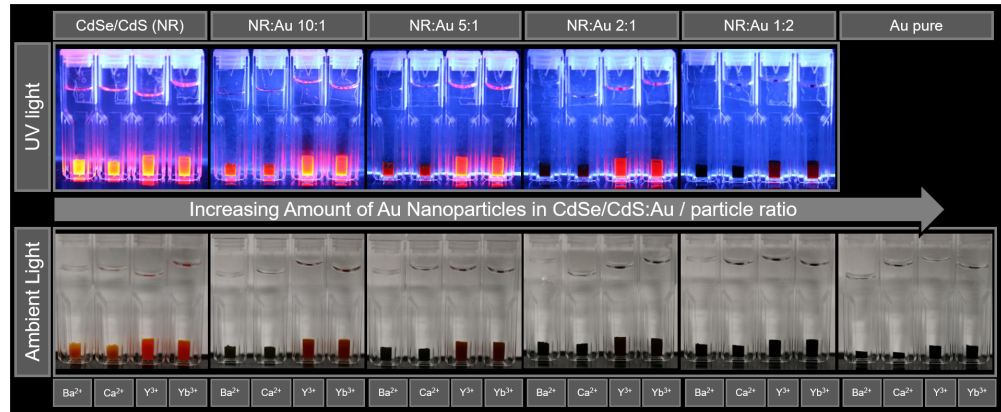 CdSe/CdS (NR)
NR:Au 10:1
NR:Au 5:1
NR:Au 2:1
NR:Au 1:2
Au pure
UV light
Increasing Amount of Au Nanoparticles in CdSe/CdS:Au / particle ratio
Ambient Light
Ba²⁺ Ca²⁺ Y³⁺ Yb³⁺
Ba²⁺ Ca²⁺ Y³⁺ Yb³⁺
Ba²⁺ Ca²⁺ Y³⁺ Yb³⁺
Ba²⁺ Ca²⁺ Y³⁺ Yb³⁺
Ba²⁺ Ca²⁺ Y³⁺ Yb³⁺
Ba²⁺ Ca²⁺ Y³⁺ Yb³⁺